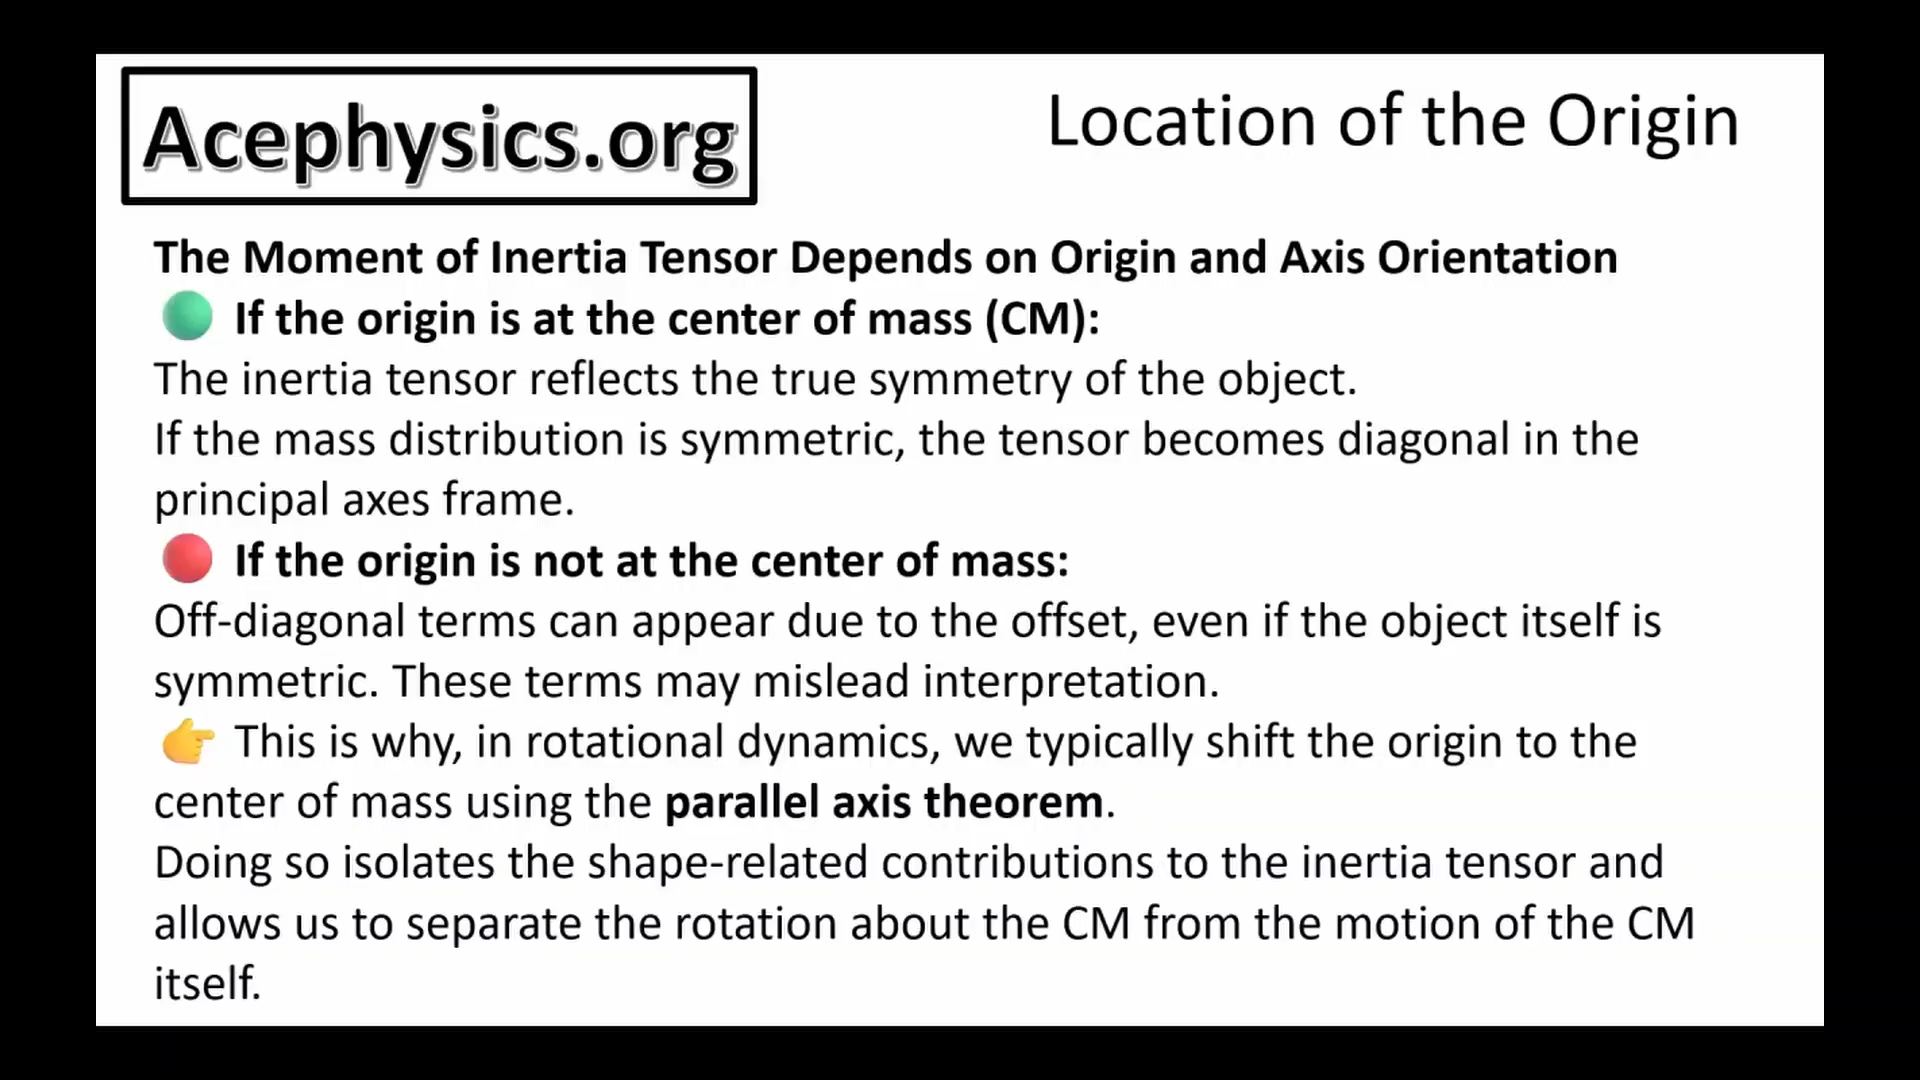 Acephysics.org
Location of the Origin
The Moment of Inertia Tensor Depends on Origin and Axis Orientation
If the origin is at the center of mass (CM):
The inertia tensor reflects the true symmetry of the object.
If the mass distribution is symmetric, the tensor becomes diagonal in the
principal axes frame.
If the origin is not at the center of mass:
Off-diagonal terms can appear due to the offset, even if the object itself is
symmetric. These terms may mislead interpretation.
👉 This is why, in rotational dynamics, we typically shift the origin to the
center of mass using the parallel axis theorem.
Doing so isolates the shape-related contributions to the inertia tensor and
allows us to separate the rotation about the CM from the motion of the CM
itself.